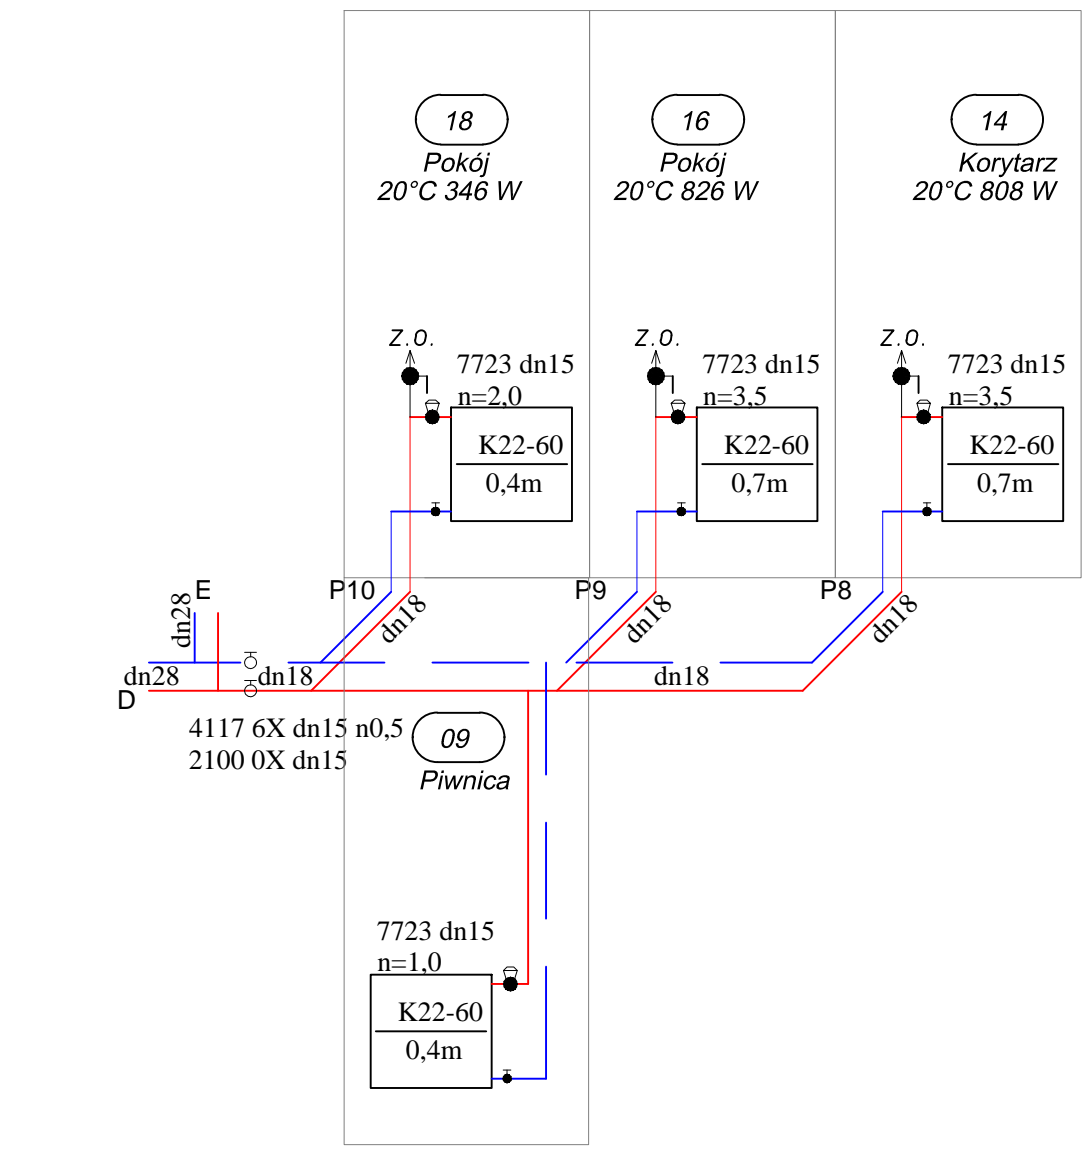 18
Pokój
20°C 346 W
16
Pokój
20°C 826 W
14
Korytarz
20°C 808 W
Z.O.
7723 dn15
n=2,0
K22-60
0,4m
Z.O.
7723 dn15
n=3,5
K22-60
0,7m
Z.O.
7723 dn15
n=3,5
K22-60
0,7m
E
dn28
P10
dn18
P9
dn18
P8
dn18
dn28
D
dn18
dn18
4117 6X dn15 n0,5
2100 0X dn15
09
Piwnica
7723 dn15
n=1,0
K22-60
0,4m